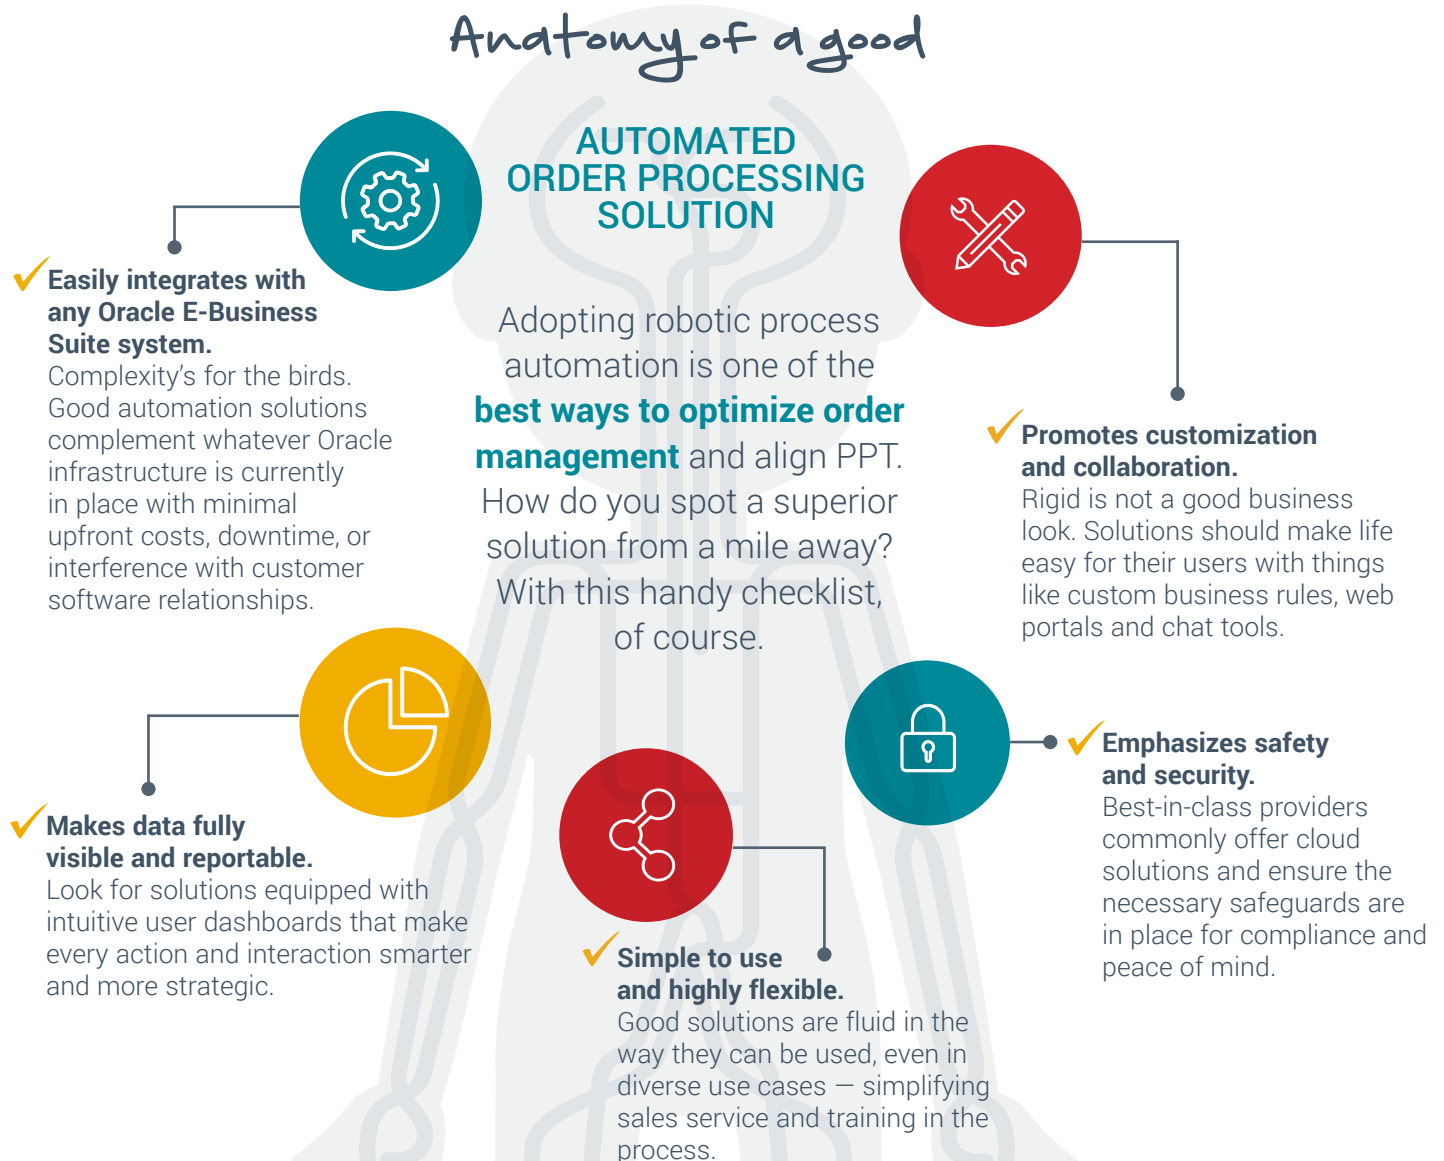 Anatomy of a good
AUTOMATED
ORDER PROCESSING
SOLUTION
Adopting robotic process
automation is one of the
best ways to optimize order
management and align PPT.
How do you spot a superior
solution from a mile away?
With this handy checklist,
of course.
Easily integrates with
any Oracle E-Business
Suite system.
Complexity's for the birds.
Good automation solutions
complement whatever Oracle
infrastructure is currently
in place with minimal
upfront costs, downtime, or
interference with customer
software relationships.
Promotes customization
and collaboration.
Rigid is not a good business
look. Solutions should make life
easy for their users with things
like custom business rules, web
portals and chat tools.
Makes data fully
visible and reportable.
Look for solutions equipped with
intuitive user dashboards that make
every action and interaction smarter
and more strategic.
Simple to use
and highly flexible.
Good solutions are fluid in the
way they can be used, even in
diverse use cases — simplifying
sales service and training in the
process.
Emphasizes safety
and security.
Best-in-class providers
commonly offer cloud
solutions and ensure the
necessary safeguards are
in place for compliance and
peace of mind.